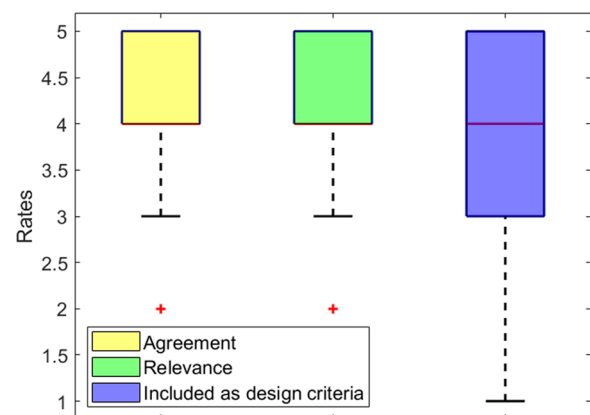 5
4.5
4
3.5
3
2.5
2
1.5
1
Rates
Agreement
Relevance
Included as design criteria